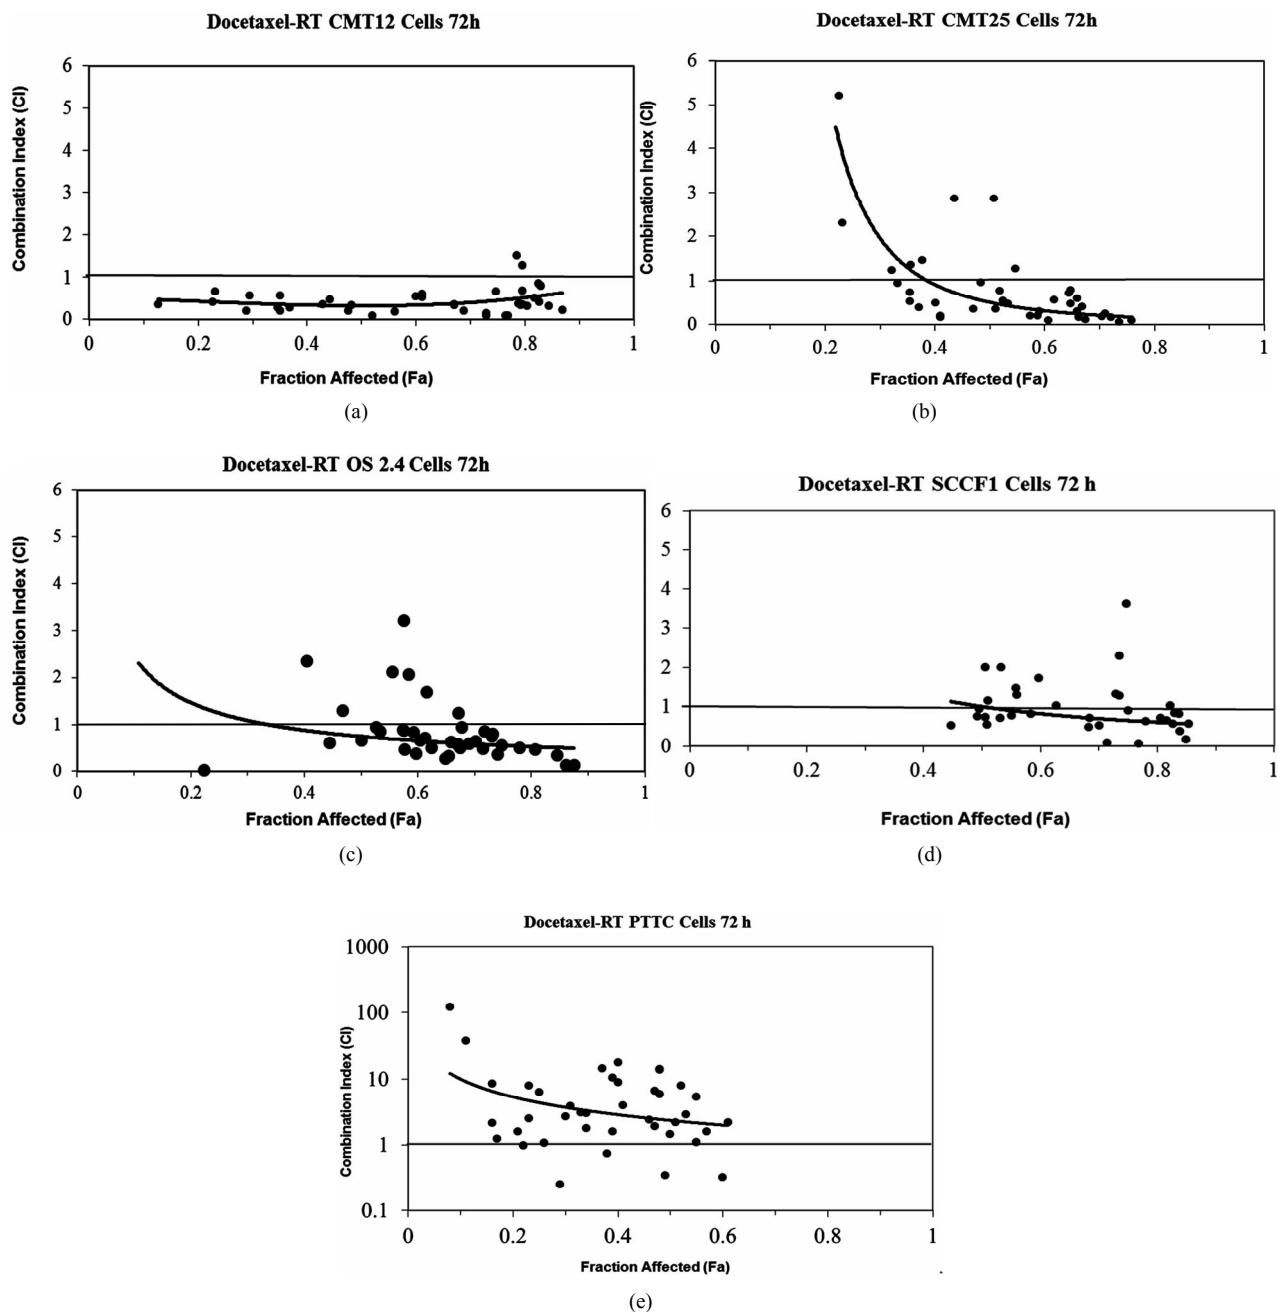 Docetaxel-RT CMT12 Cells 72h
Combination Index (CI)
6
5
4
3
2
1
0
0 0.2 0.4 0.6 0.8 1
Fraction Affected (Fa)
(a)
Docetaxel-RT CMT25 Cells 72h
Combination Index (CI)
6
5
4
3
2
1
0
0 0.2 0.4 0.6 0.8 1
Fraction Affected (Fa)
(b)
Docetaxel-RT OS 2.4 Cells 72h
Combination Index (CI)
6
5
4
3
2
1
0
0 0.2 0.4 0.6 0.8 1
Fraction Affected (Fa)
(c)
Docetaxel-RT SCCF1 Cells 72 h
6
5
4
3
2
1
0
0 0.2 0.4 0.6 0.8 1
Fraction Affected (Fa)
(d)
Docetaxel-RT PTTC Cells 72 h
Combination Index (CI)
1000
100
10
1
0.1
0 0.2 0.4 0.6 0.8 1
Fraction Affected (Fa)
(e)